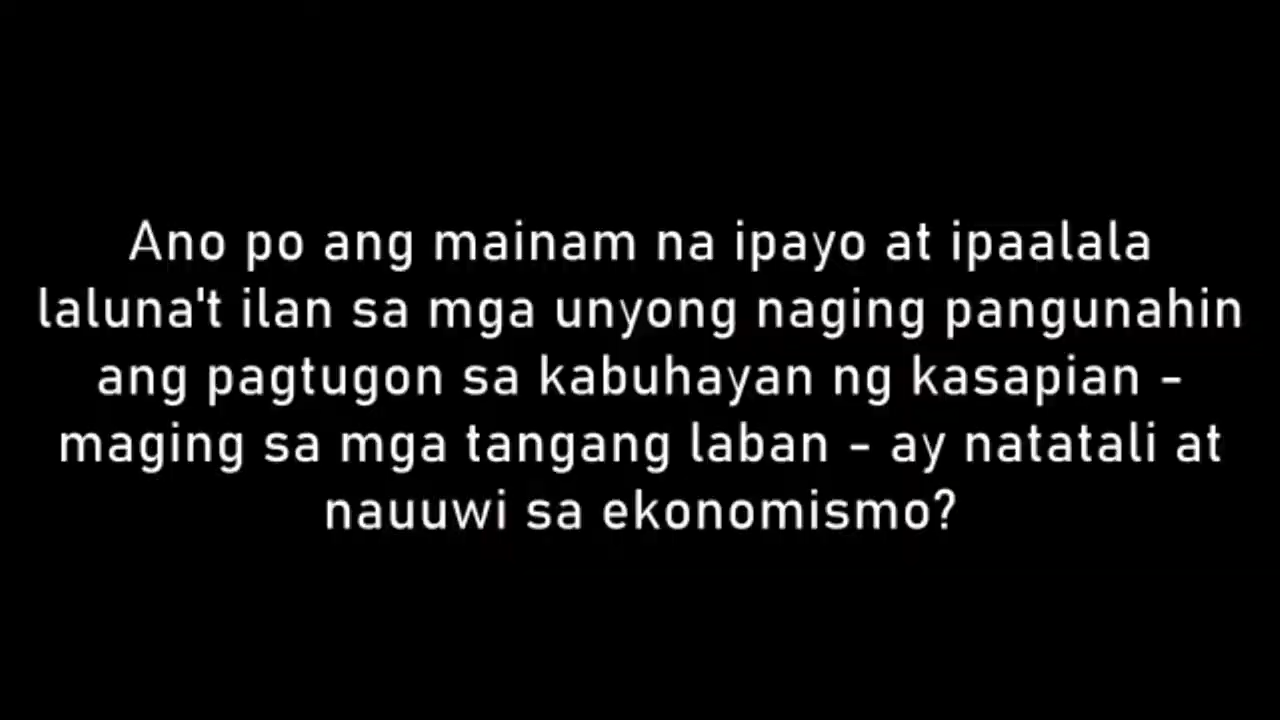 Ano po ang mainam na ipayo at ipaalala
laluna't ilan sa mga unyong naging pangunahin
ang pagtugon sa kabuhayan ng kasapian -
maging sa mga tangang laban - ay natatali at
nauuwi sa ekonomismo?